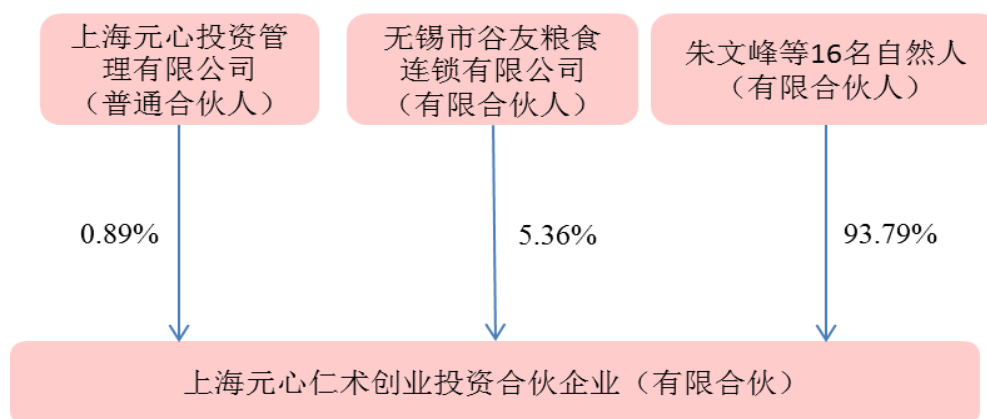 上海元心投资管
理有限公司
（普通合伙人）
无锡市谷友粮食
连锁有限公司
（有限合伙人）
朱文峰等16名自然人
（有限合伙人）
0.89%
5.36%
93.79%
上海元心仁术创业投资合伙企业（有限合伙）